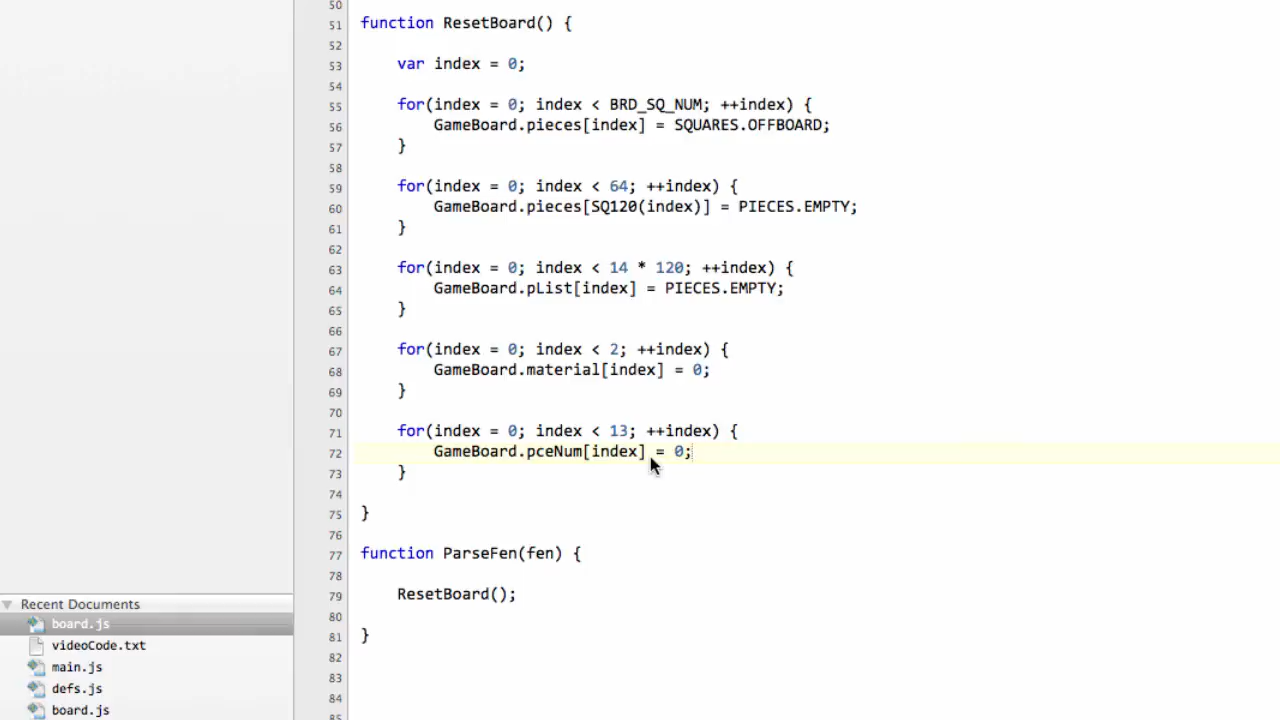 50
51 function ResetBoard() {
52
53 var index = 0;
54
55 for(index = 0; index < BRD_SQ_NUM; ++index) {
56 GameBoard.pieces[index] = SQUARES.OFFBOARD;
57 }
58
59 for(index = 0; index < 64; ++index) {
60 GameBoard.pieces[SQ120(index)] = PIECES.EMPTY;
61 }
62
63 for(index = 0; index < 14 * 120; ++index) {
64 GameBoard.pList[index] = PIECES.EMPTY;
65 }
66
67 for(index = 0; index < 2; ++index) {
68 GameBoard.material[index] = 0;
69 }
70
71 for(index = 0; index < 13; ++index) {
72 GameBoard.pceNum[index] = 0;
73 }
74
75 }
76
77 function ParseFen(fen) {
78
79 ResetBoard();
80
81 }
82
83
84
85
Recent Documents
board.js
videoCode.txt
main.js
defs.js
board.js